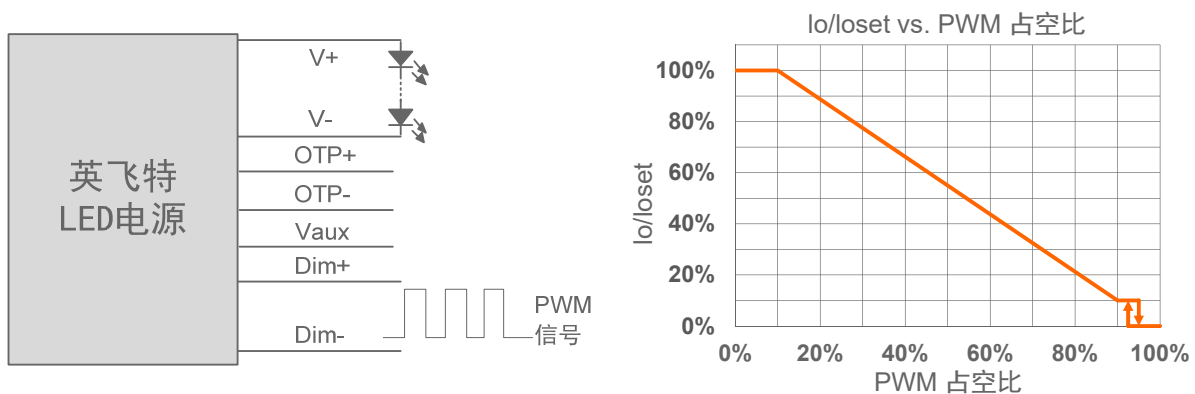 V+
V-
英飞特
LED电源
OTP+
OTP-
Vaux
Dim+
Dim-
PWM
信号
Io/Ioset vs. PWM 占空比
Io/Ioset
100%
80%
60%
40%
20%
0%
0% 20% 40% 60% 80% 100%
PWM 占空比